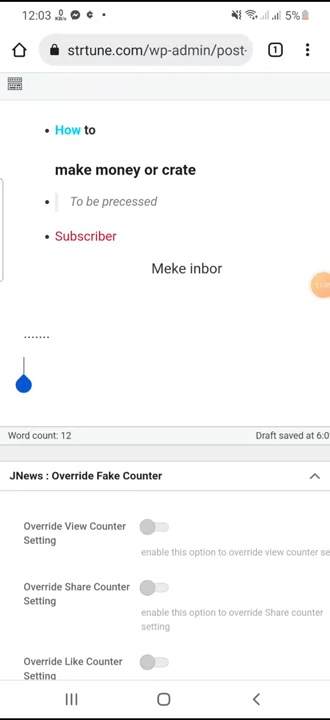 12:03 0 KB/s 5%
strtune.com/wp-admin/post- 1
How to
make money or crate
To be precessed
Subscriber
Meke inbor
.......
Word count: 12 Draft saved at 6:0
JNews : Override Fake Counter
Override View Counter
Setting
enable this option to override view counter se
Override Share Counter
Setting
enable this option to override Share counter
setting
Override Like Counter
Setting